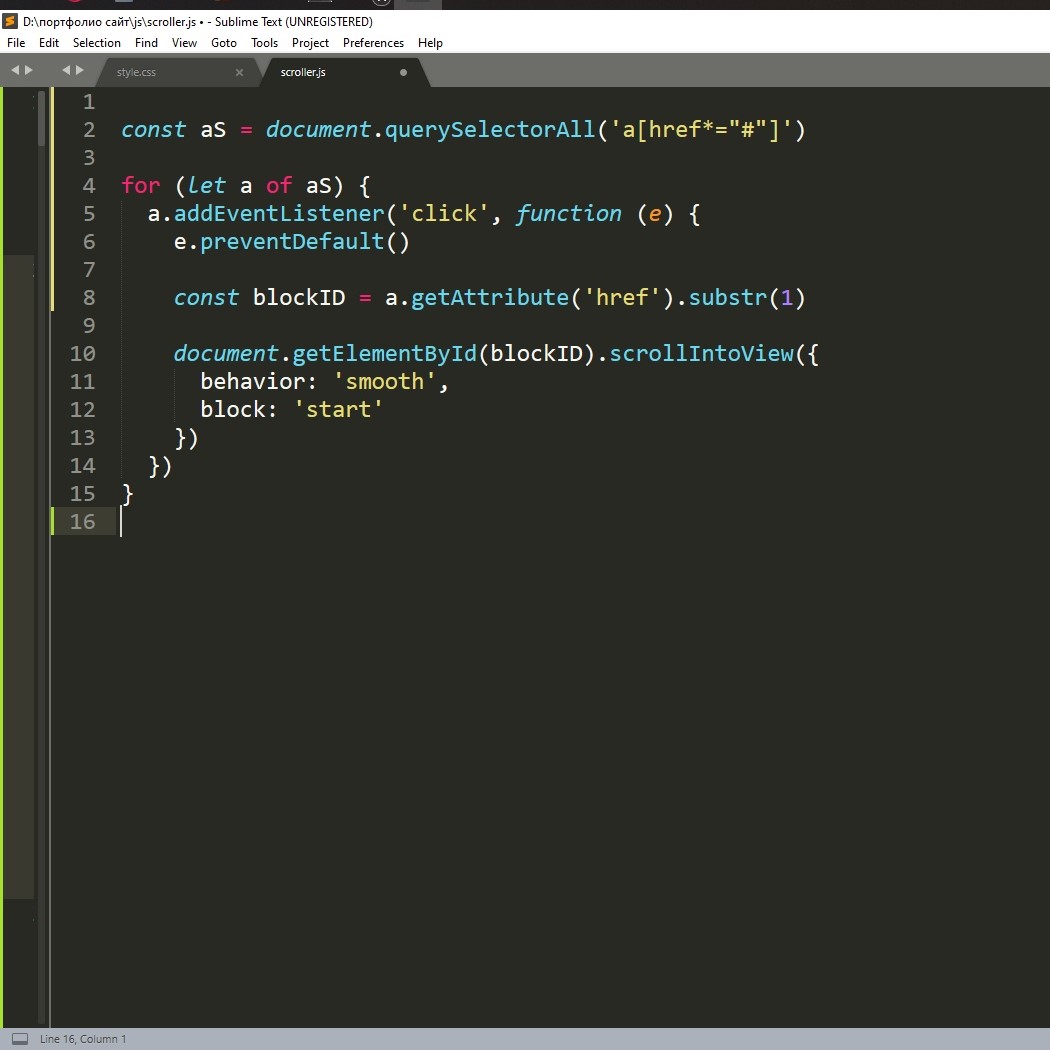 D:\портфолио сайт\js\scroller.js • - Sublime Text (UNREGISTERED)
File Edit Selection Find View Goto Tools Project Preferences Help
style.css × scroller.js
1
2 const aS = document.querySelectorAll('a[href*="#"]')
3
4 for (let a of aS) {
5 a.addEventListener('click', function (e) {
6 e.preventDefault()
7
8 const blockID = a.getAttribute('href').substr(1)
9
10 document.getElementById(blockID).scrollIntoView({
11 behavior: 'smooth',
12 block: 'start'
13 })
14 })
15 }
16
Line 16, Column 1